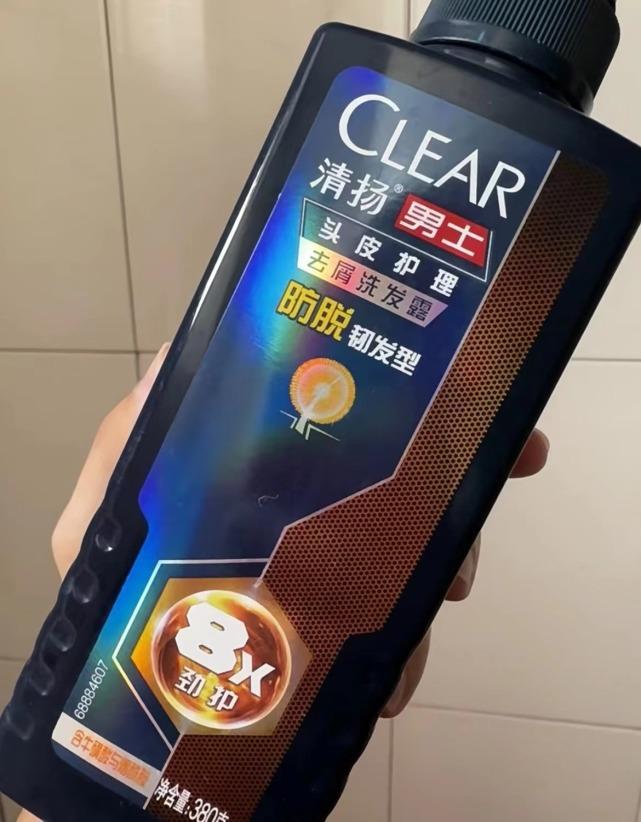 CLEAR
清扬® 男士
头皮护理
去屑洗发露
防脱 韧发型
8X
劲护
68884607
净含量:380克